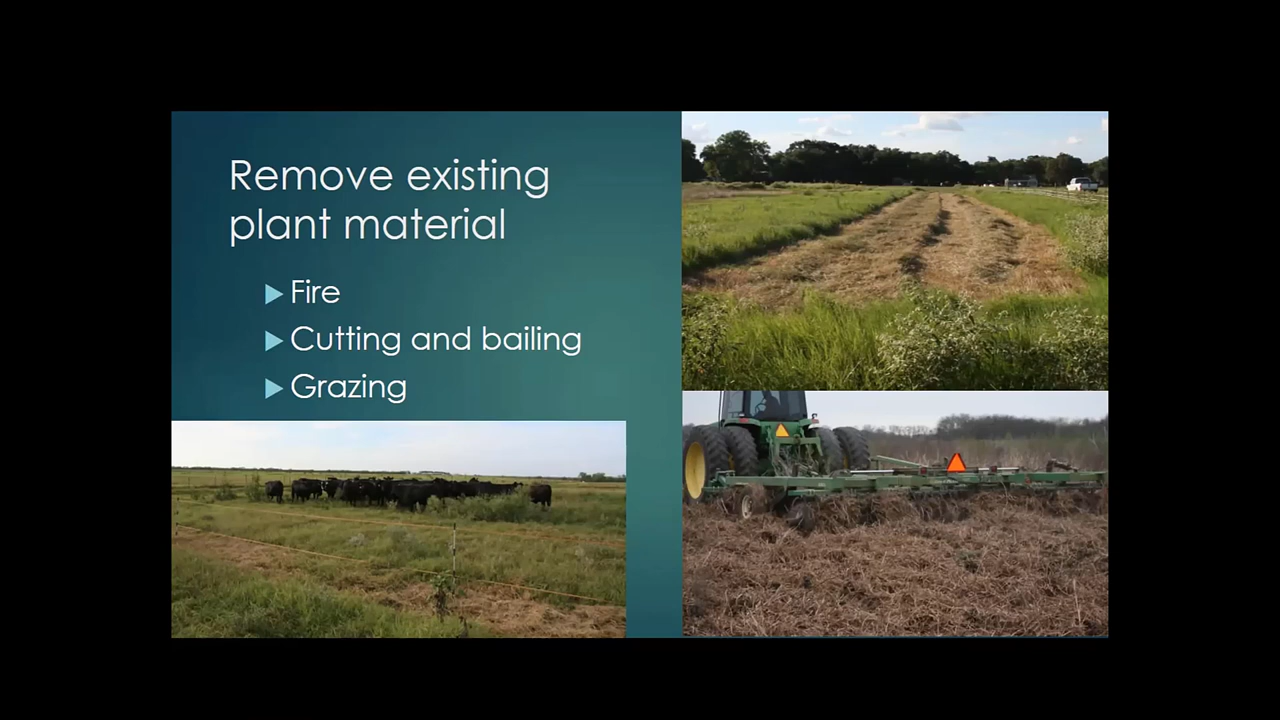 Remove existing
plant material
Fire
Cutting and bailing
Grazing